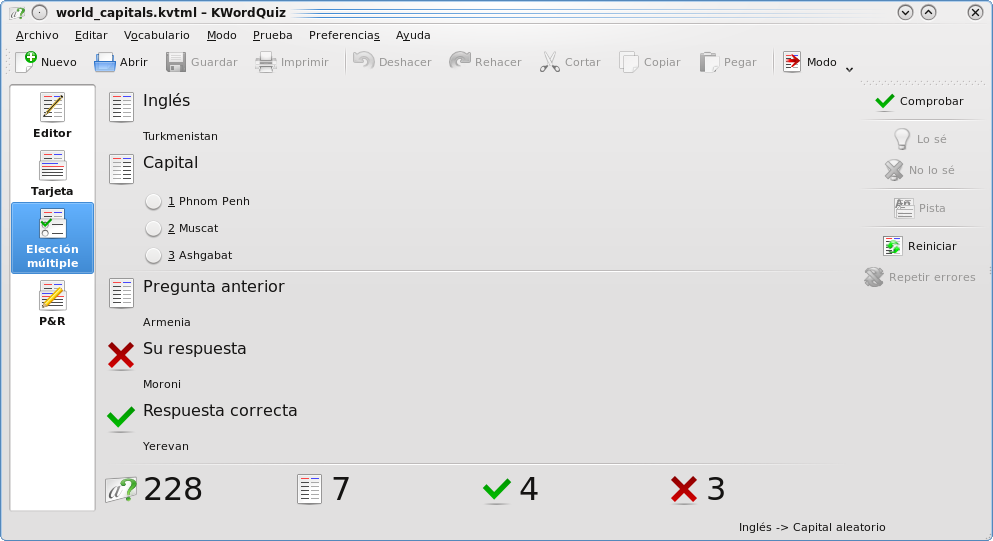 world_capitals.kvtml – KWordQuiz
Archivo Editar Vocabulario Modo Prueba Preferencias Ayuda
Nuevo Abrir Guardar Imprimir Deshacer Rehacer Cortar Copiar Pegar Modo
Editor
Tarjeta
Elección
múltiple
P&R
Inglés
Turkmenistan
Capital
1 Phnom Penh
2 Muscat
3 Ashgabat
Pregunta anterior
Armenia
Su respuesta
Moroni
Respuesta correcta
Yerevan
Comprobar
Lo sé
No lo sé
Pista
Reiniciar
Repetir errores
228 7 4 3
Inglés -> Capital aleatorio